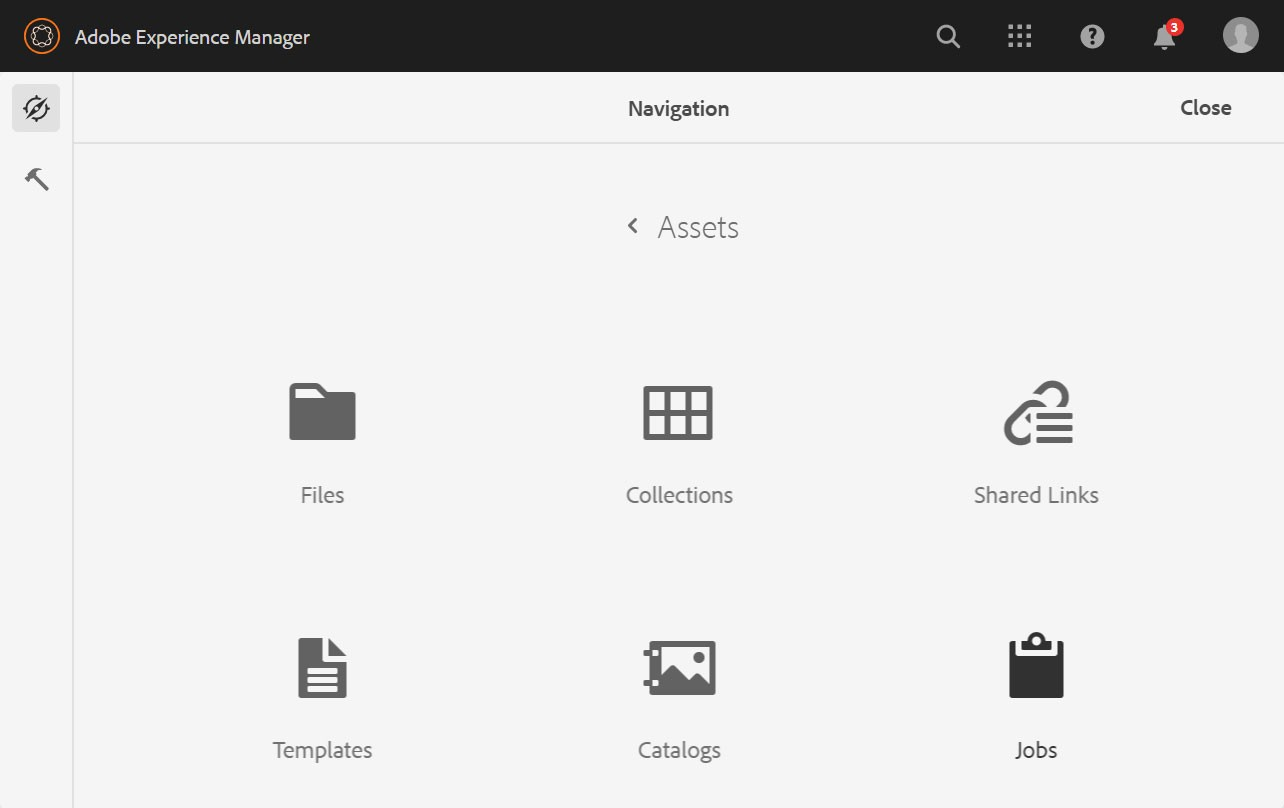 Adobe Experience Manager
3
Navigation
Close
Assets
Files
Collections
Shared Links
Templates
Catalogs
Jobs